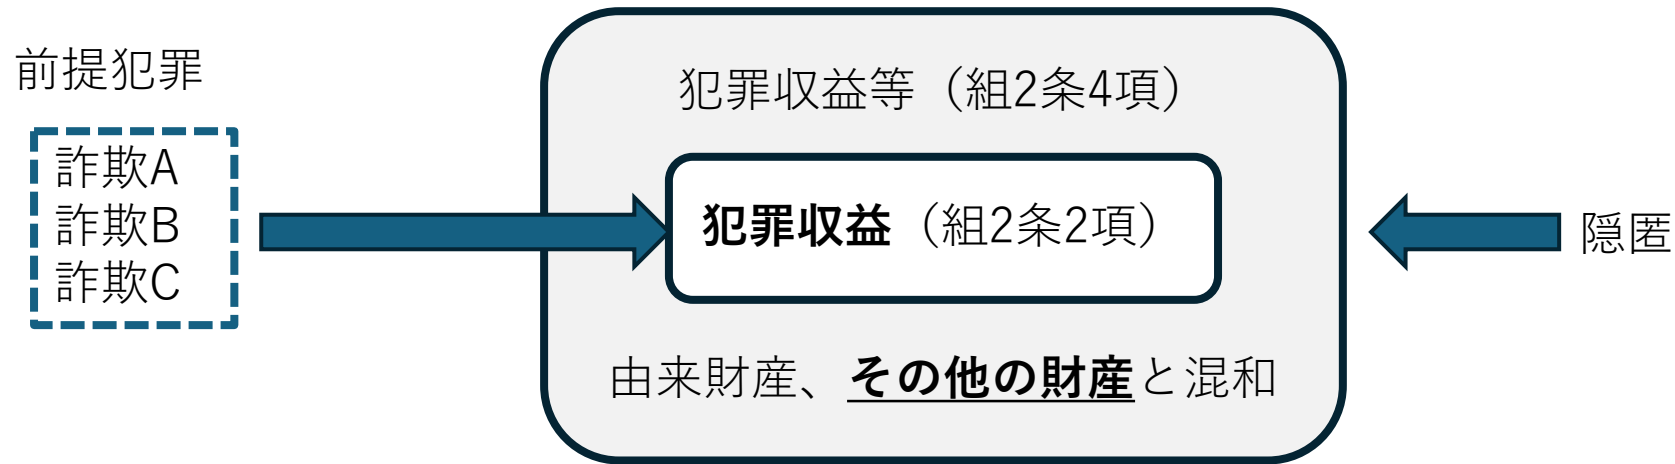 前提犯罪
詐欺A
詐欺B
詐欺C
犯罪収益等（組2条4項）
犯罪収益（組2条2項）
由来財産、その他の財産と混和
隠匿